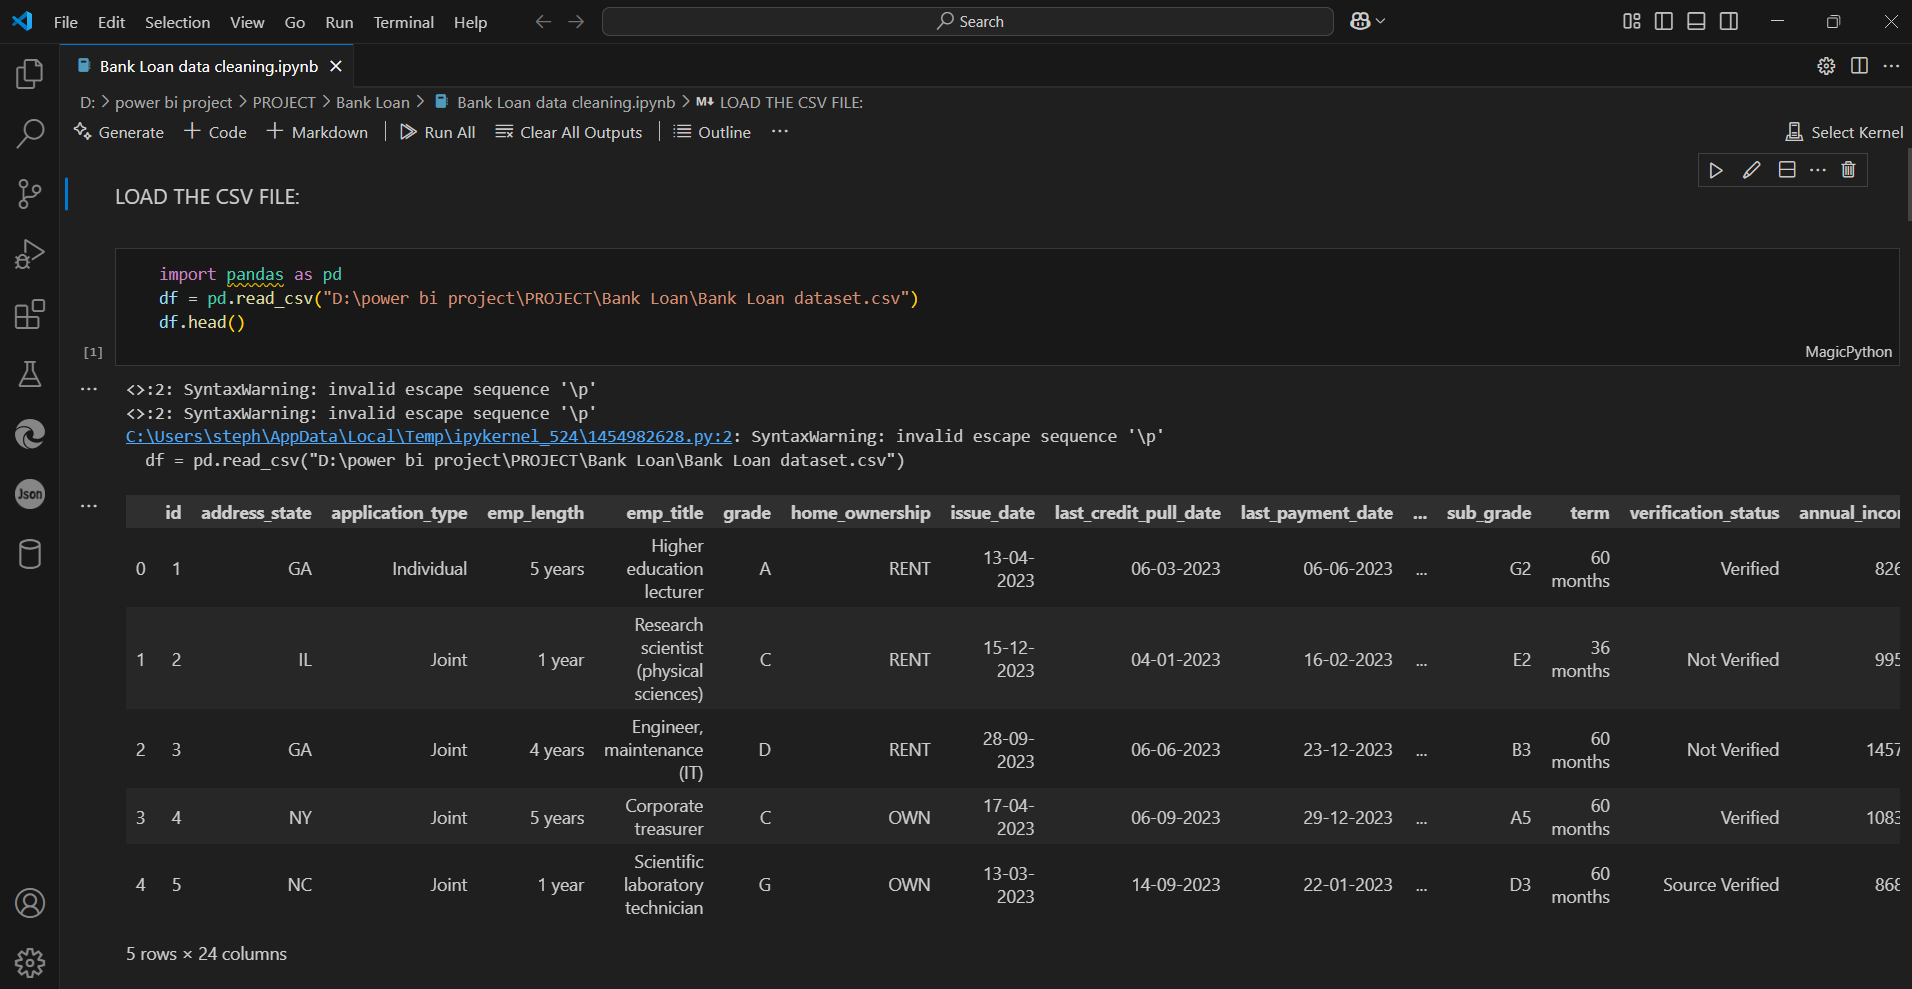 File Edit Selection View Go Run Terminal Help Search
Bank Loan data cleaning.ipynb
D: > power bi project > PROJECT > Bank Loan > Bank Loan data cleaning.ipynb > M↓ LOAD THE CSV FILE:
Generate + Code + Markdown Run All Clear All Outputs Outline ... Select Kernel
LOAD THE CSV FILE:
import pandas as pd
df = pd.read_csv("D:\power bi project\PROJECT\Bank Loan\Bank Loan dataset.csv")
df.head()
[1]
MagicPython
<>:2: SyntaxWarning: invalid escape sequence '\p'
<>:2: SyntaxWarning: invalid escape sequence '\p'
C:\Users\steph\AppData\Local\Temp\ipykernel_524\1454982628.py:2: SyntaxWarning: invalid escape sequence '\p'
df = pd.read_csv("D:\power bi project\PROJECT\Bank Loan\Bank Loan dataset.csv")
Json
id address_state application_type emp_length emp_title grade home_ownership issue_date last_credit_pull_date last_payment_date ... sub_grade term verification_status annual_incor
0 1 GA Individual 5 years Higher education lecturer A RENT 13-04-2023 06-03-2023 06-06-2023 ... G2 60 months Verified 826
1 2 IL Joint 1 year Research scientist (physical sciences) C RENT 15-12-2023 04-01-2023 16-02-2023 ... E2 36 months Not Verified 995
2 3 GA Joint 4 years Engineer, maintenance (IT) D RENT 28-09-2023 06-06-2023 23-12-2023 ... B3 60 months Not Verified 1457
3 4 NY Joint 5 years Corporate treasurer C OWN 17-04-2023 06-09-2023 29-12-2023 ... A5 60 months Verified 1083
4 5 NC Joint 1 year Scientific laboratory technician G OWN 13-03-2023 14-09-2023 22-01-2023 ... D3 60 months Source Verified 868
5 rows × 24 columns